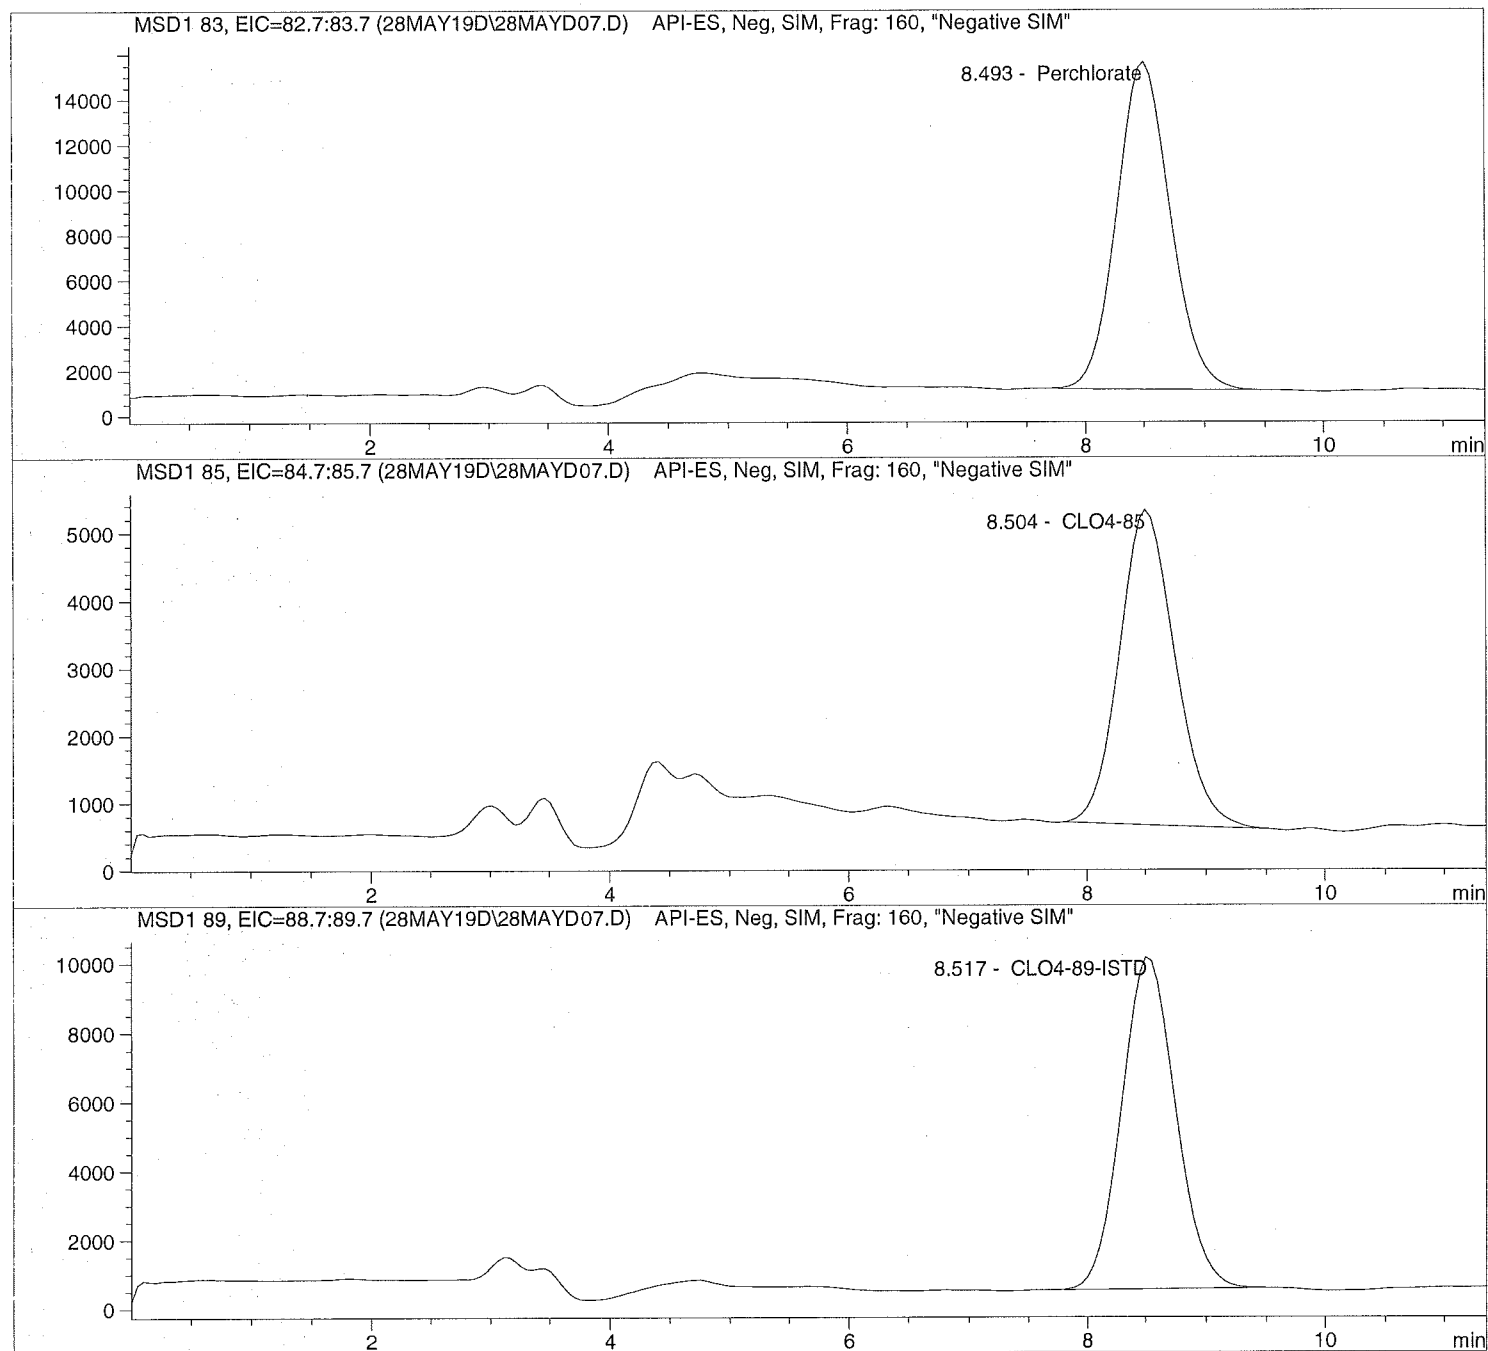 MSD1 83, EIC=82.7:83.7 (28MAY19D\28MAYD07.D) API-ES, Neg, SIM, Frag: 160, "Negative SIM"
8.493 - Perchlorate
14000
12000
10000
8000
6000
4000
2000
0
2 4 6 8 10 min
MSD1 85, EIC=84.7:85.7 (28MAY19D\28MAYD07.D) API-ES, Neg, SIM, Frag: 160, "Negative SIM"
8.504 - CLO4-85
5000
4000
3000
2000
1000
0
2 4 6 8 10 min
MSD1 89, EIC=88.7:89.7 (28MAY19D\28MAYD07.D) API-ES, Neg, SIM, Frag: 160, "Negative SIM"
8.517 - CLO4-89-ISTD
10000
8000
6000
4000
2000
0
2 4 6 8 10 min